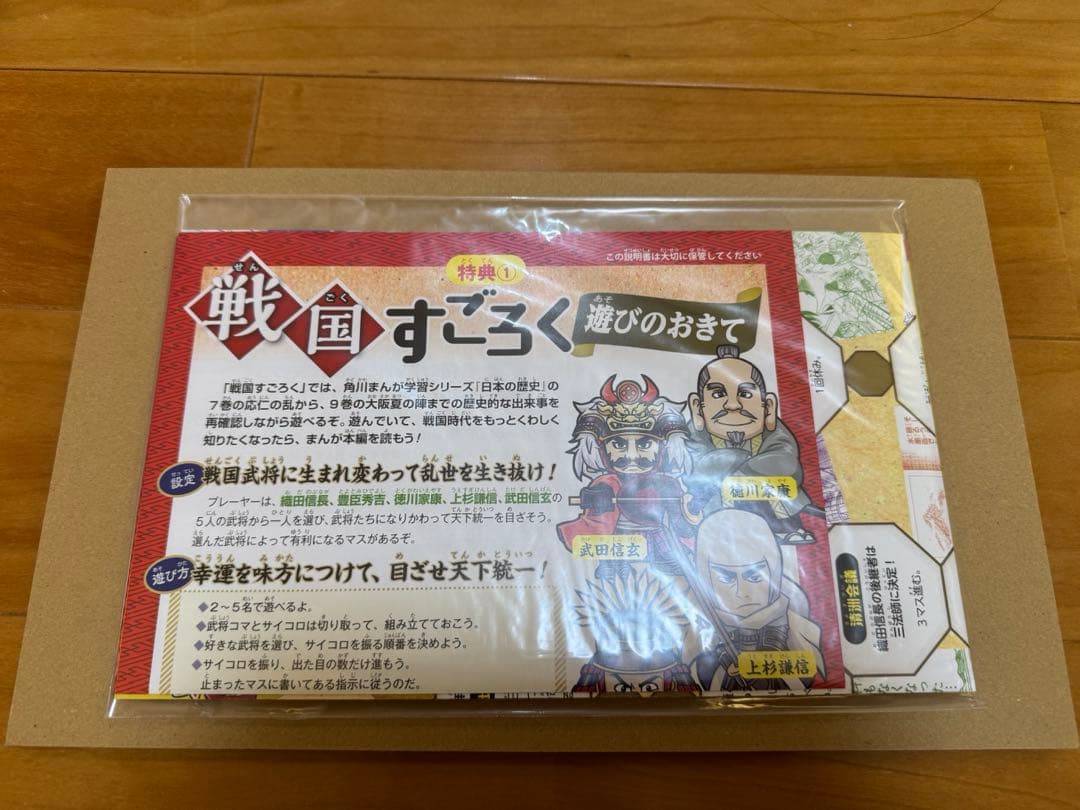 特典①
この説明書は大切に保管してください
戦国すごろく
遊びのおきて
「戦国すごろく」では、角川まんが学習シリーズ『日本の歴史』の
7巻の応仁の乱から、9巻の大阪夏の陣までの歴史的な出来事を
再確認しながら遊べるぞ。遊んでいて、戦国時代をもっとくわしく
知りたくなったら、まんが本編を読もう！
設定 戦国武将に生まれ変わって乱世を生き抜け！
プレーヤーは、織田信長、豊臣秀吉、徳川家康、上杉謙信、武田信玄の
5人の武将から一人を選び、武将たちになりかわって天下統一を目ざそう。
選んだ武将によって有利になるマスがあるぞ。
遊び方 幸運を味方につけて、目ざせ天下統一！
◆2～5名で遊べるよ。
◆武将コマとサイコロは切り取って、組み立てておこう。
◆好きな武将を選び、サイコロを振る順番を決めよう。
◆サイコロを振り、出た目の数だけ進もう。
止まったマスに書いてある指示に従うのだ。
徳川家康
武田信玄
上杉謙信
1回休み。
清洲会議
織田信長の後継者は
三法師に決定！
3マス進む。